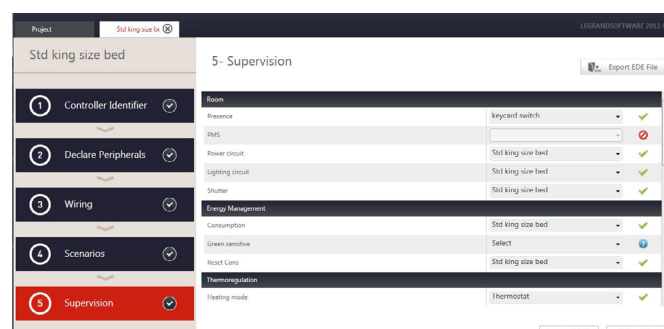 Project
Std king size be
LEGRANDSOFTWARE 2017
Std king size bed
5- Supervision
Export EDE File
1 Controller Identifier
2 Declare Peripherals
3 Wiring
4 Scenarios
5 Supervision
Room
Presence keycard switch
PMS
Power circuit Std king size bed
Lighting circuit Std king size bed
Shutter Std king size bed
Energy Management
Consumption Std king size bed
Green sensitive Select
Reset Cons Std king size bed
Thermoregulation
Heating mode Thermostat